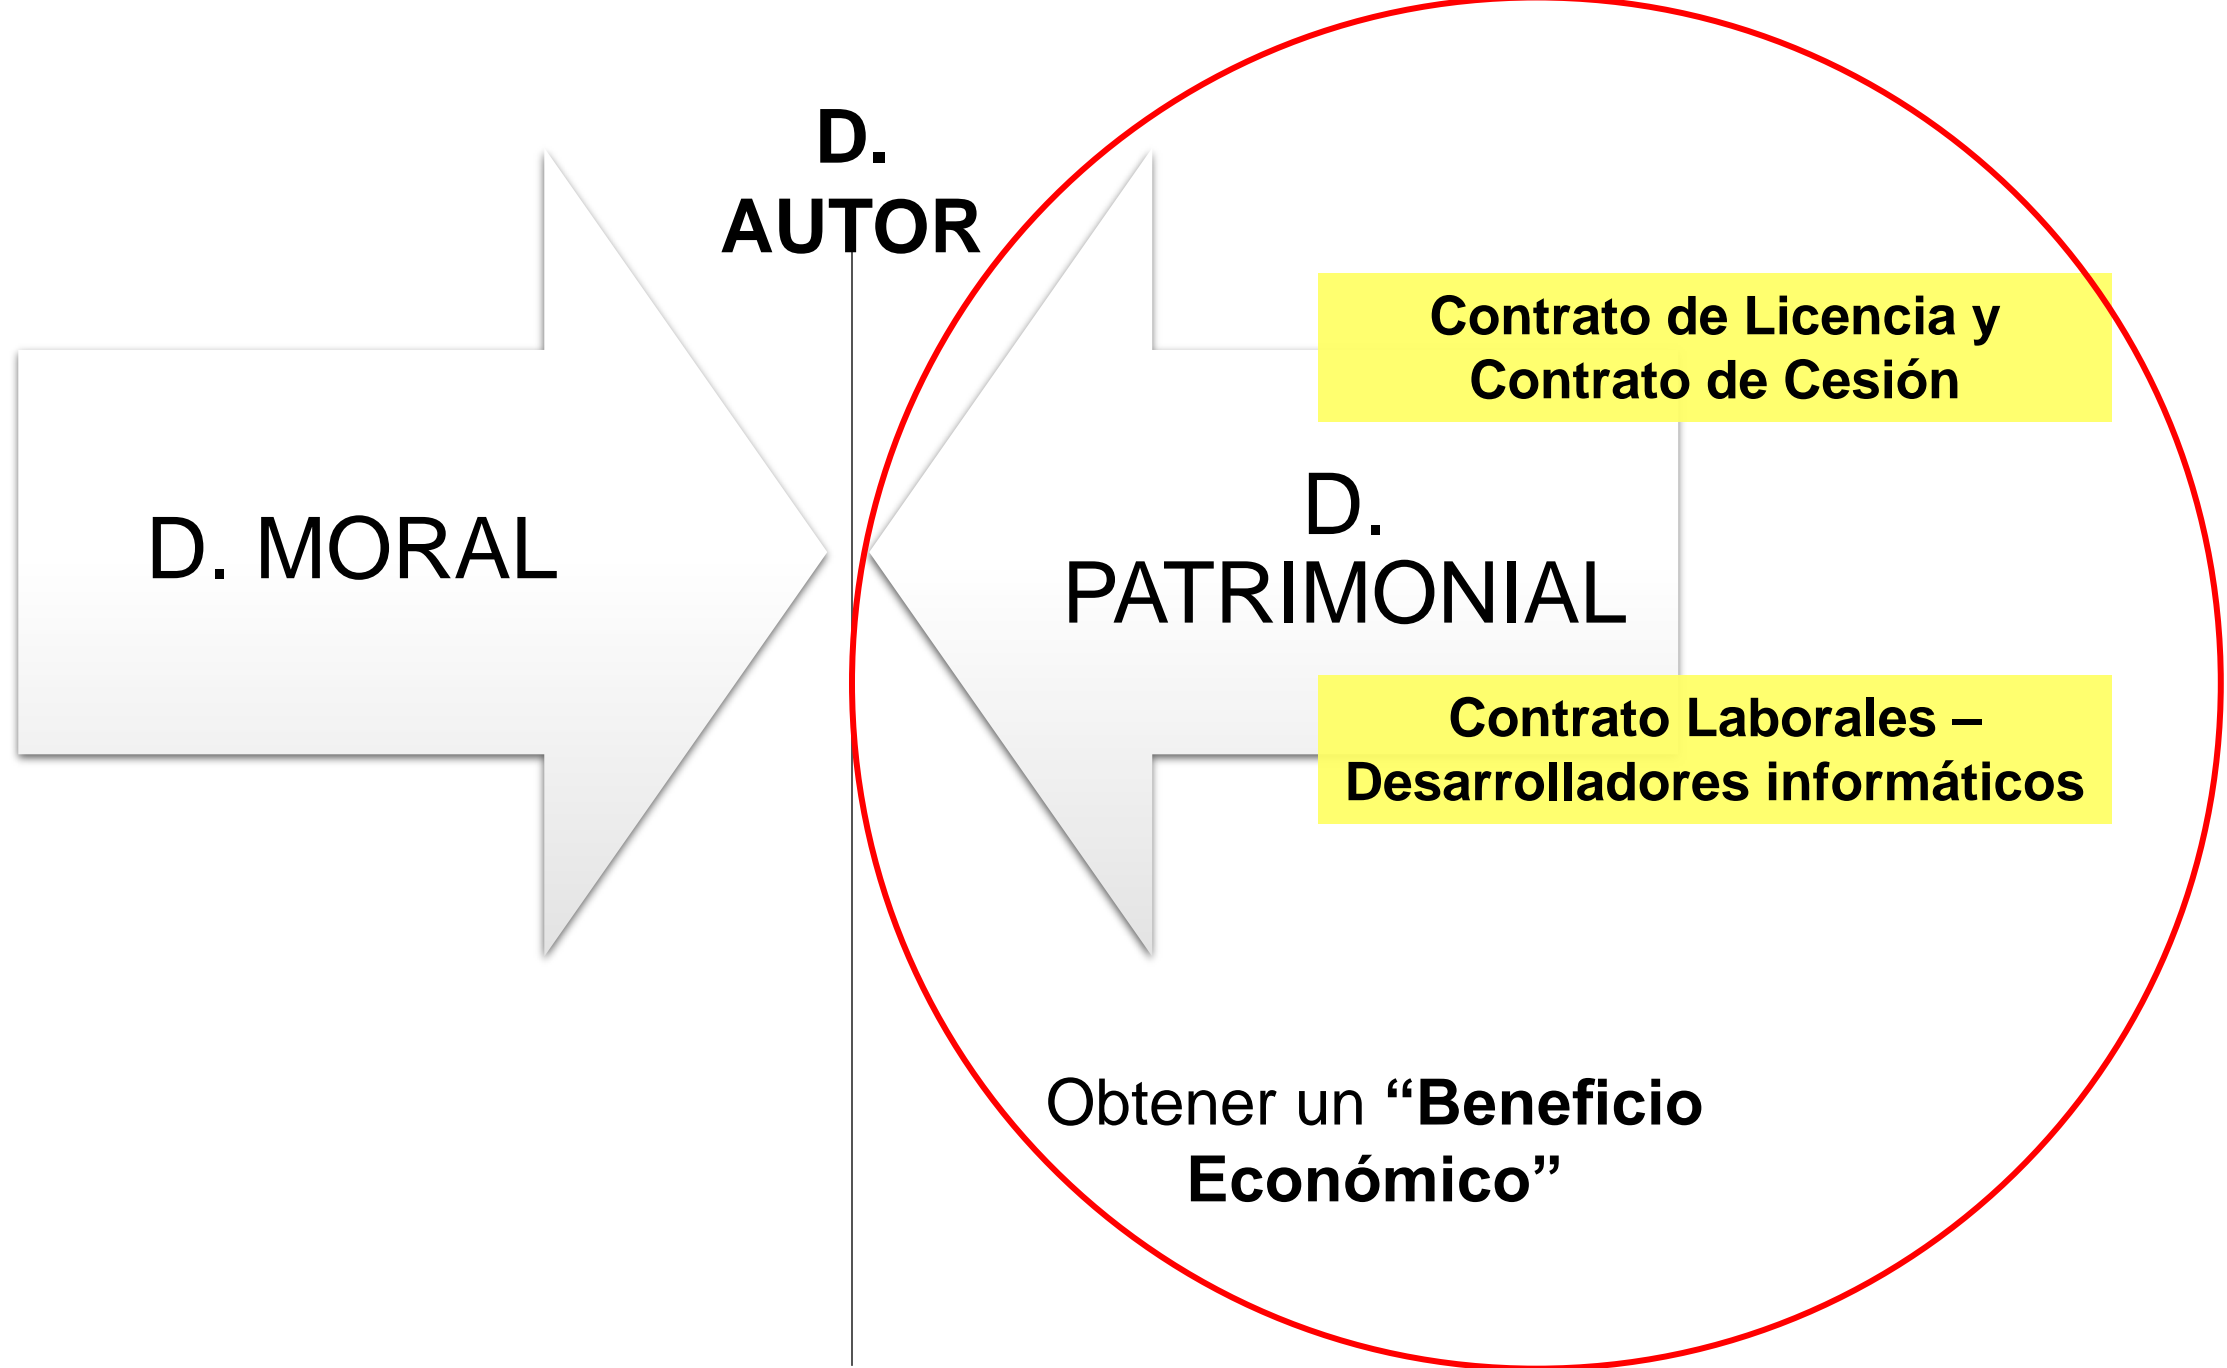 D.
AUTOR
Contrato de Licencia y
Contrato de Cesión
D. MORAL
D.
PATRIMONIAL
Contrato Laborales –
Desarrolladores informáticos
Obtener un “Beneficio
Económico”